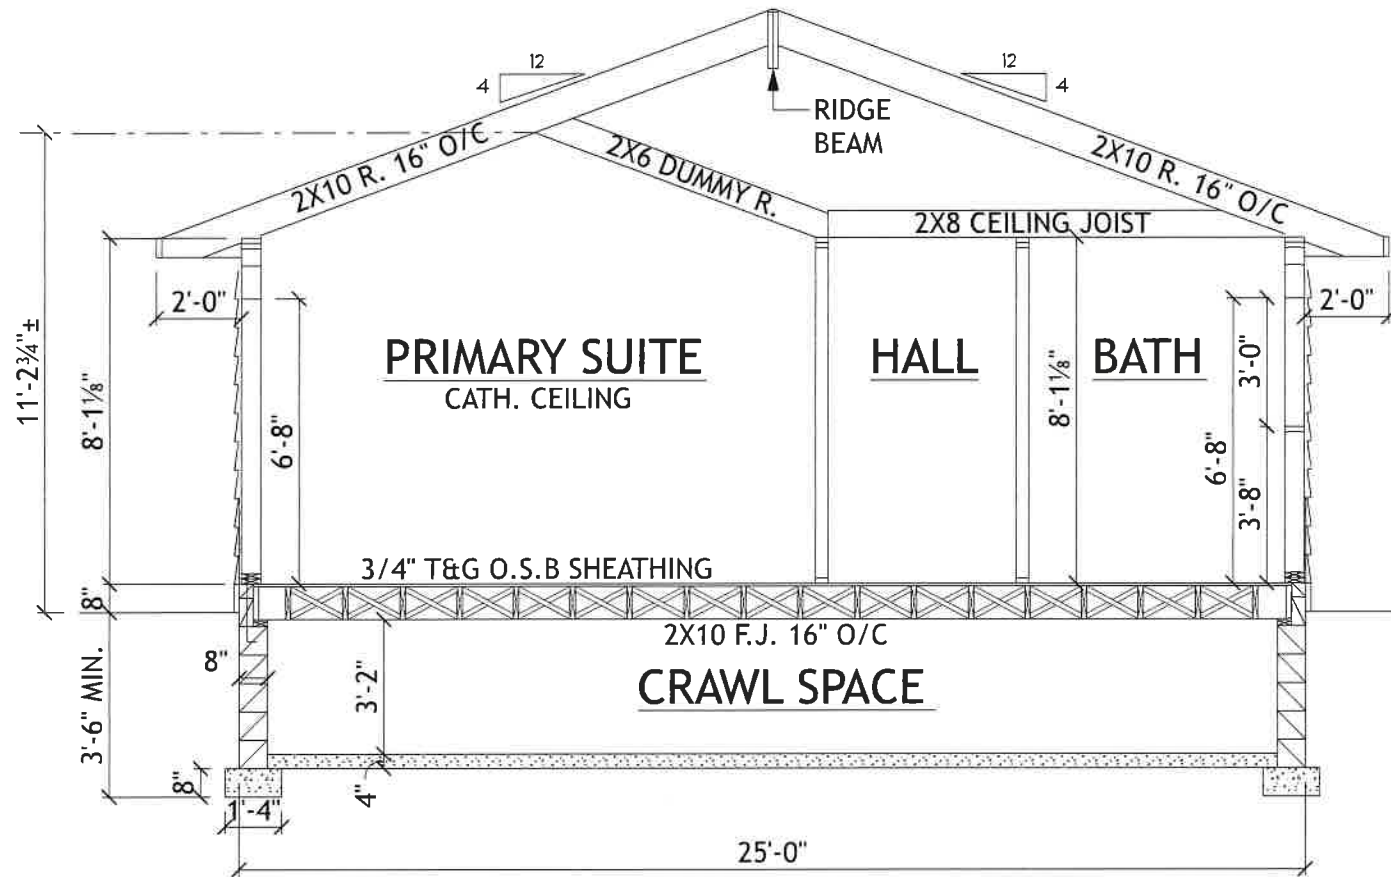 12
4
12
4
RIDGE
BEAM
2X10 R. 16" O/C
2X6 DUMMY R.
2X10 R. 16" O/C
2X8 CEILING JOIST
2'-0"
2'-0"
11'-2¾"±
8'-1⅛"
6'-8"
PRIMARY SUITE
CATH. CEILING
HALL
8'-1⅛"
BATH
6'-8"
3'-0"
3'-8"
3/4" T&G O.S.B SHEATHING
8"
2X10 F.J. 16" O/C
8"
3'-6" MIN.
3'-2"
CRAWL SPACE
8"
4"
1'-4"
25'-0"